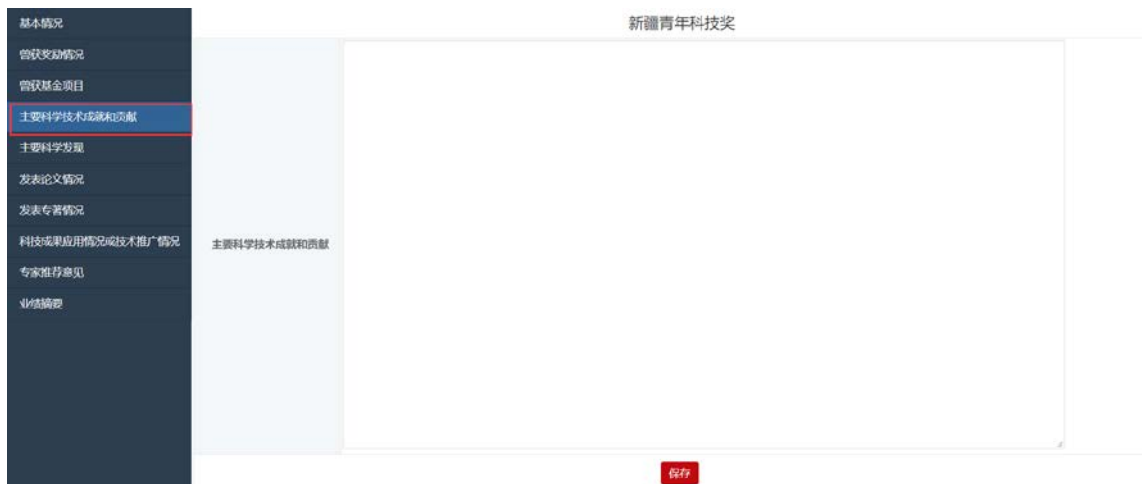 新疆青年科技奖
基本情况
曾获奖励情况
曾获基金项目
主要科学技术成就和贡献
主要科学发现
发表论文情况
发表专著情况
科技成果应用情况或技术推广情况
专家推荐意见
业绩摘要
主要科学技术成就和贡献
保存